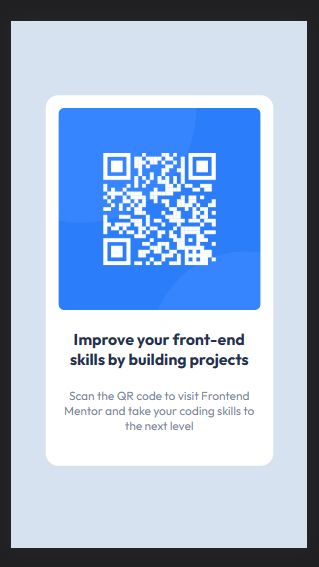 Improve your front-end
skills by building projects
Scan the QR code to visit Frontend
Mentor and take your coding skills to
the next level